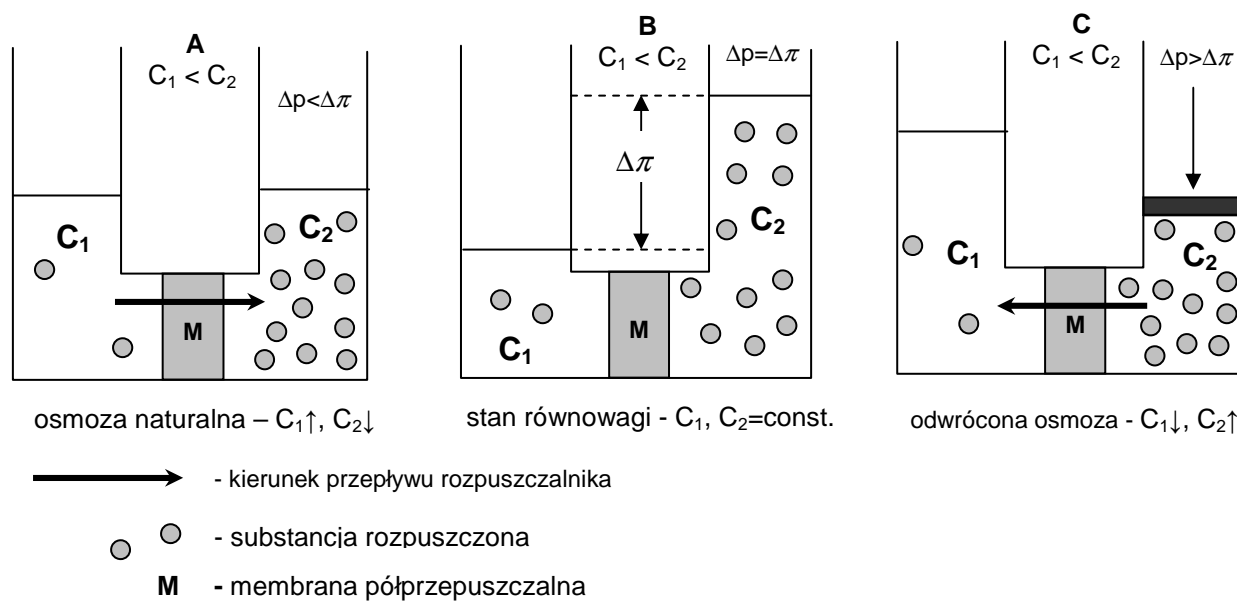 A
C₁ < C₂
Δp<Δπ
C₁
C₂
M
osmoza naturalna – C₁↑, C₂↓
B
C₁ < C₂
Δp=Δπ
Δπ
C₂
C₁
M
stan równowagi - C₁, C₂=const.
C
C₁ < C₂
Δp>Δπ
C₁
C₂
M
odwrócona osmoza - C₁↓, C₂↑
- kierunek przepływu rozpuszczalnika
- substancja rozpuszczona
M - membrana półprzepuszczalna